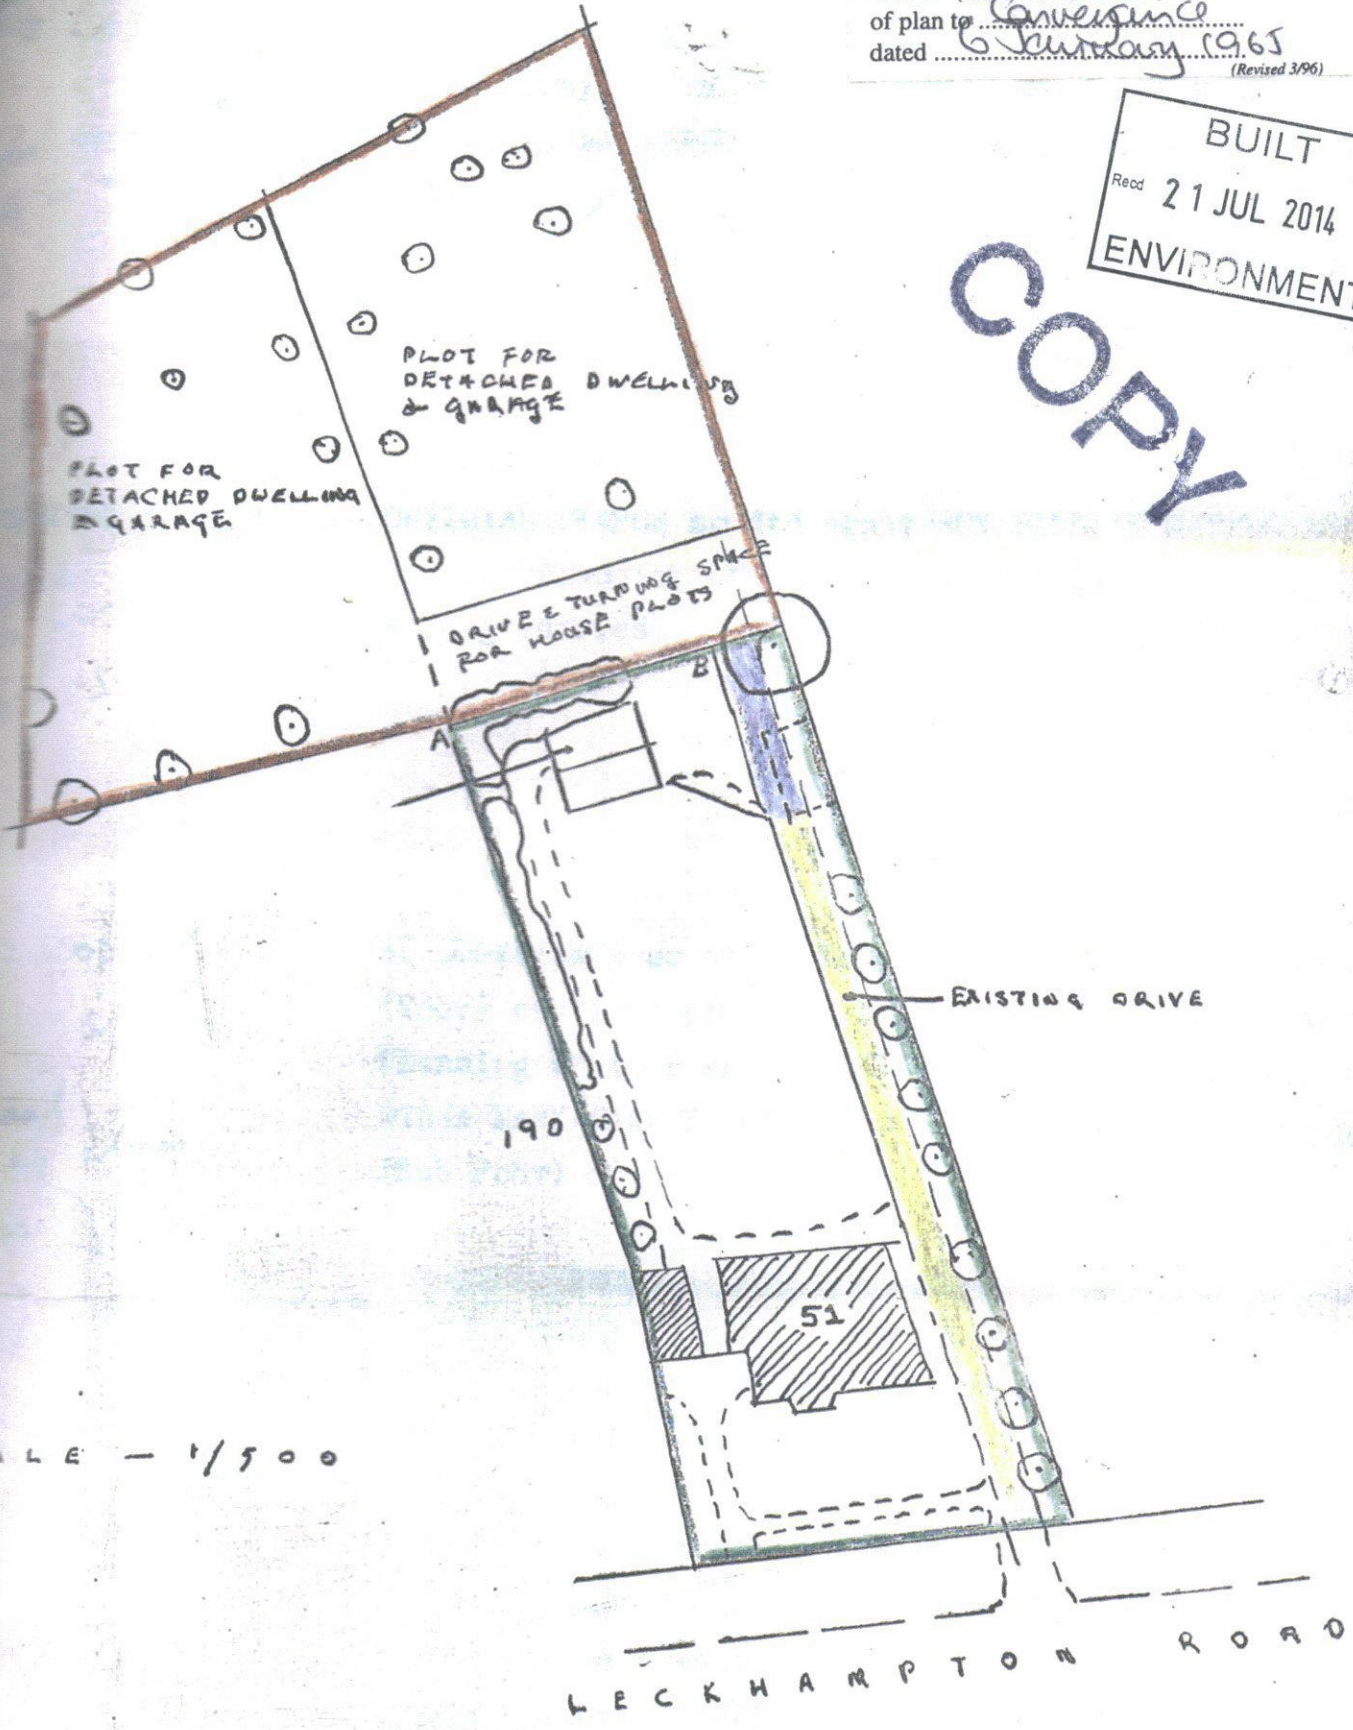 of plan to Conveyance
dated 6 January 1965
(Revised 3/96)
BUILT
Recd 21 JUL 2014
ENVIRONMENT
COPY
PLOT FOR
DETACHED DWELLING
& GARAGE
PLOT FOR
DETACHED DWELLING
& GARAGE
DRIVE & TURNING SPACE
FOR HOUSE PLOTS
B
A
EXISTING DRIVE
190
51
LE - 1/500
LECKHAMPTON ROAD